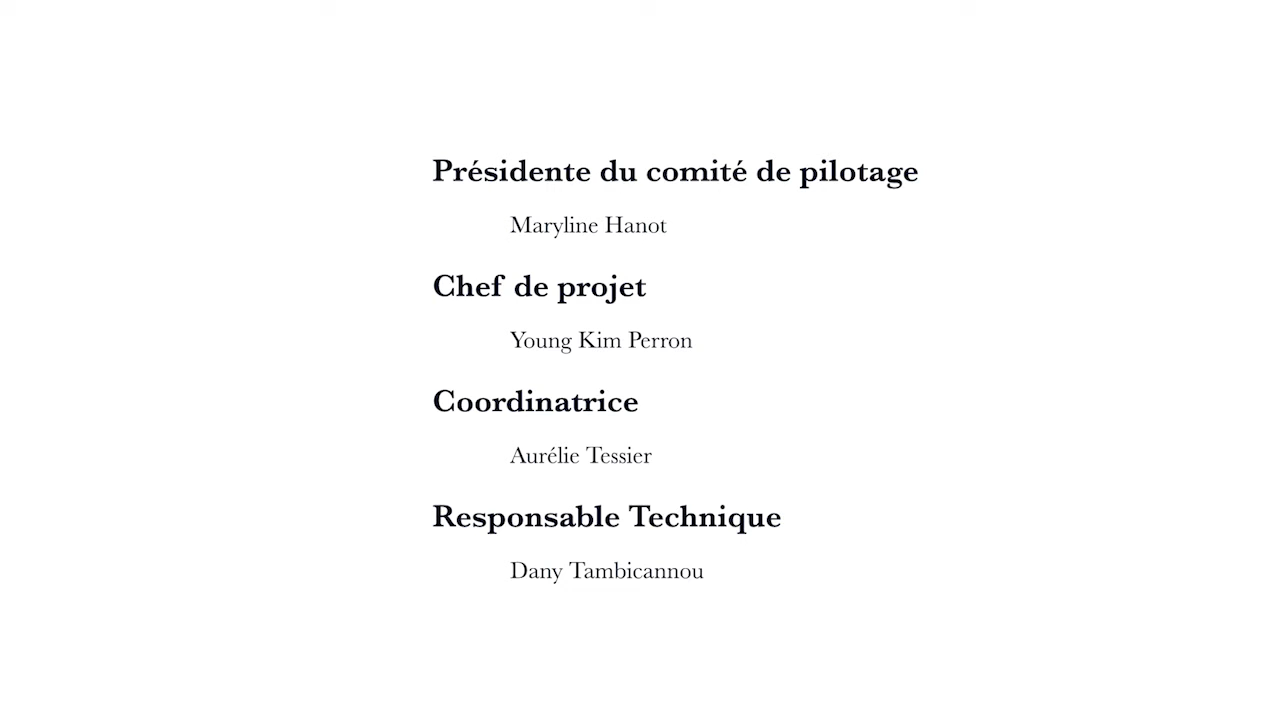 Présidente du comité de pilotage
Maryline Hanot
Chef de projet
Young Kim Perron
Coordinatrice
Aurélie Tessier
Responsable Technique
Dany Tambicannou